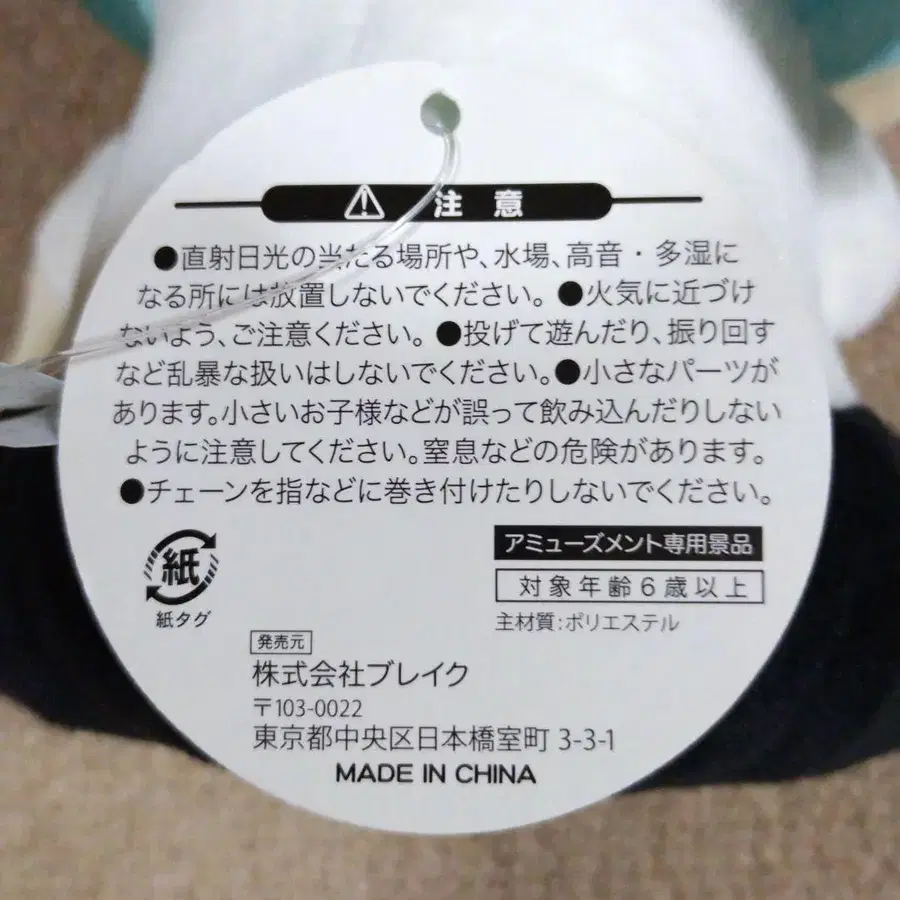 注意
●直射日光の当たる場所や、水場、高音・多湿に
なる所には放置しないでください。●火気に近づけ
ないよう、ご注意ください。●投げて遊んだり、振り回す
など乱暴な扱いはしないでください。●小さなパーツが
あります。小さいお子様などが誤って飲み込んだりしない
ように注意してください。窒息などの危険があります。
●チェーンを指などに巻き付けたりしないでください。
紙
紙タグ
アミューズメント専用景品
対象年齢6歳以上
主材質:ポリエステル
発売元
株式会社ブレイク
〒103-0022
東京都中央区日本橋室町 3-3-1
MADE IN CHINA